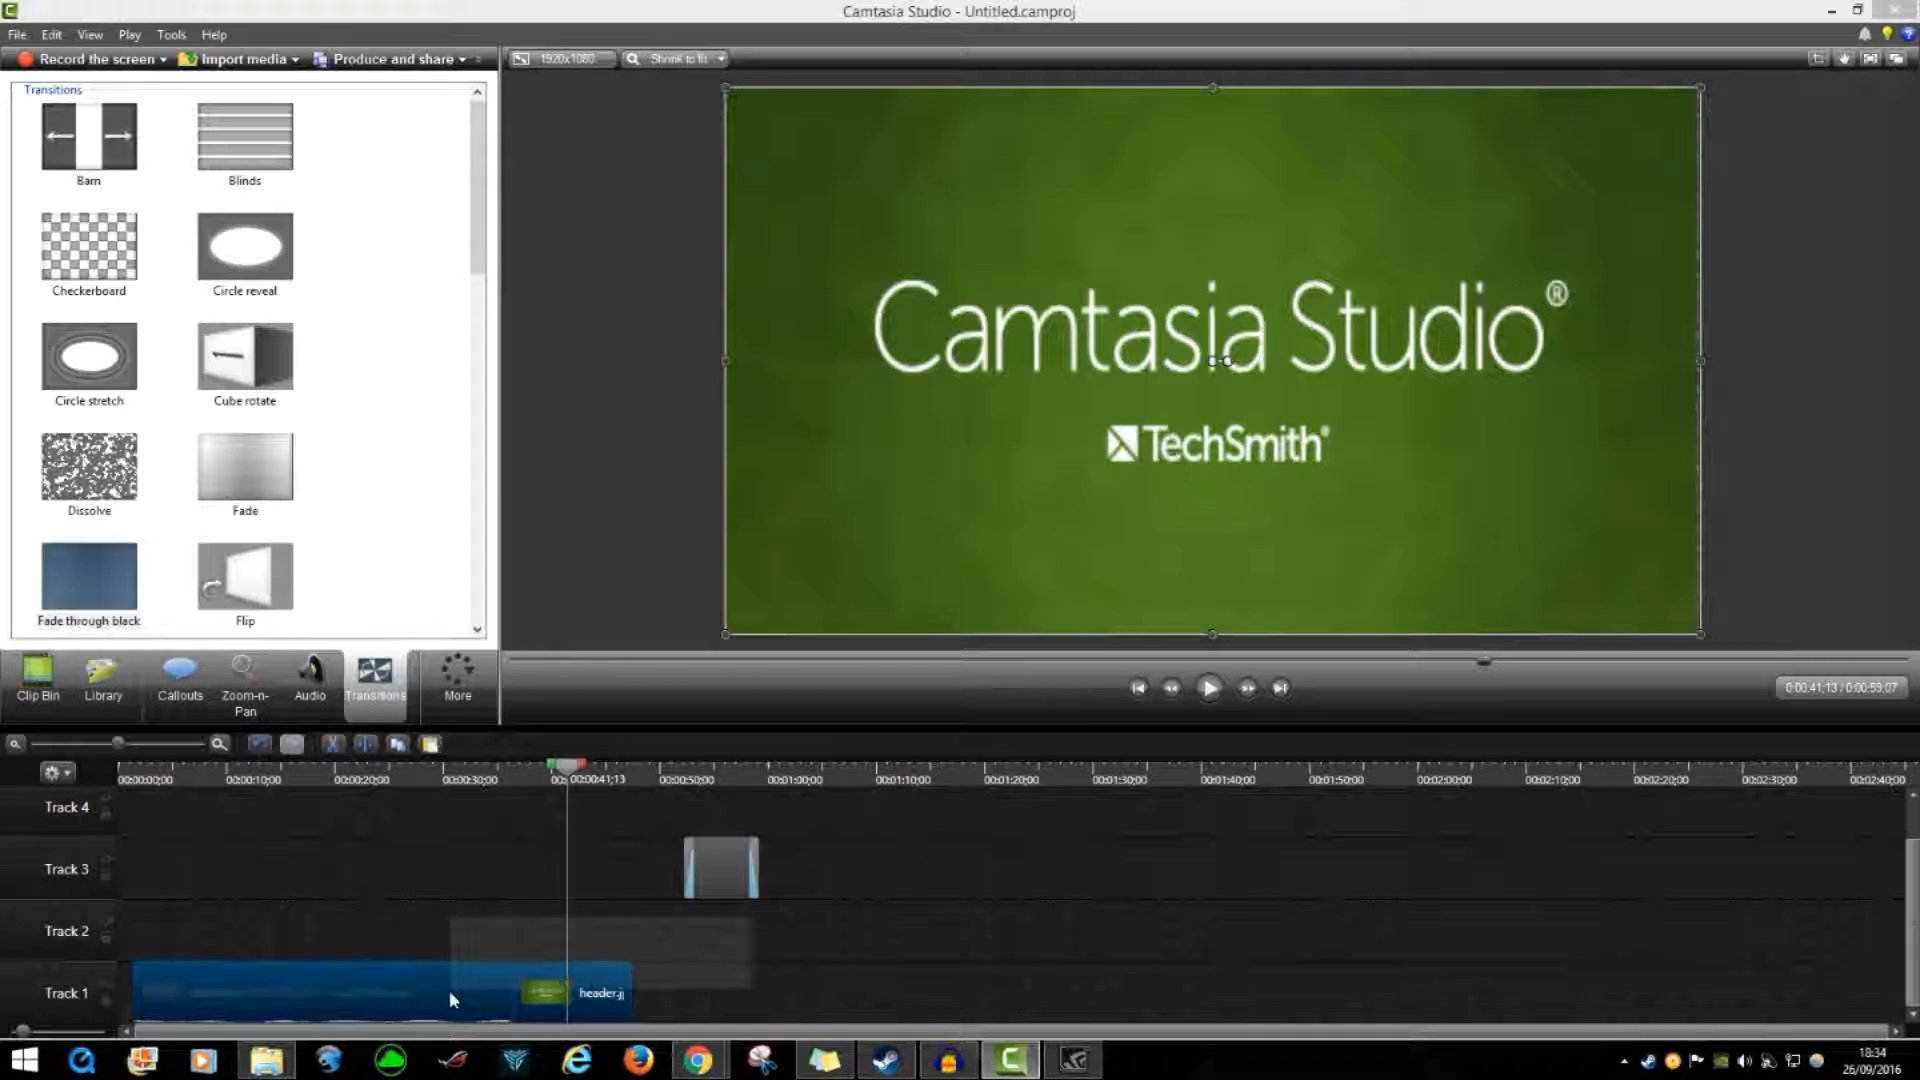 Camtasia Studio - Untitled.camproj
File Edit View Play Tools Help
Record the screen Import media Produce and share
1920x1080 Shrink to fit
Transitions
Barn Blinds
Checkerboard Circle reveal
Circle stretch Cube rotate
Dissolve Fade
Fade through black Flip
Camtasia Studio®
TechSmith®
Clip Bin Library Callouts Zoom-n-Pan Audio Transitions More
0:00:41;13 / 0:00:59;07
00:00:00;00 00:00:10;00 00:00:20;00 00:00:30;00 00:00:41;13 00:00:50;00 00:01:00;00 00:01:10;00 00:01:20;00 00:01:30;00 00:01:40;00 00:01:50;00 00:02:00;00 00:02:10;00 00:02:20;00 00:02:30;00 00:02:40;00
Track 4
Track 3
Track 2
Track 1
header.j
18:34
26/09/2016